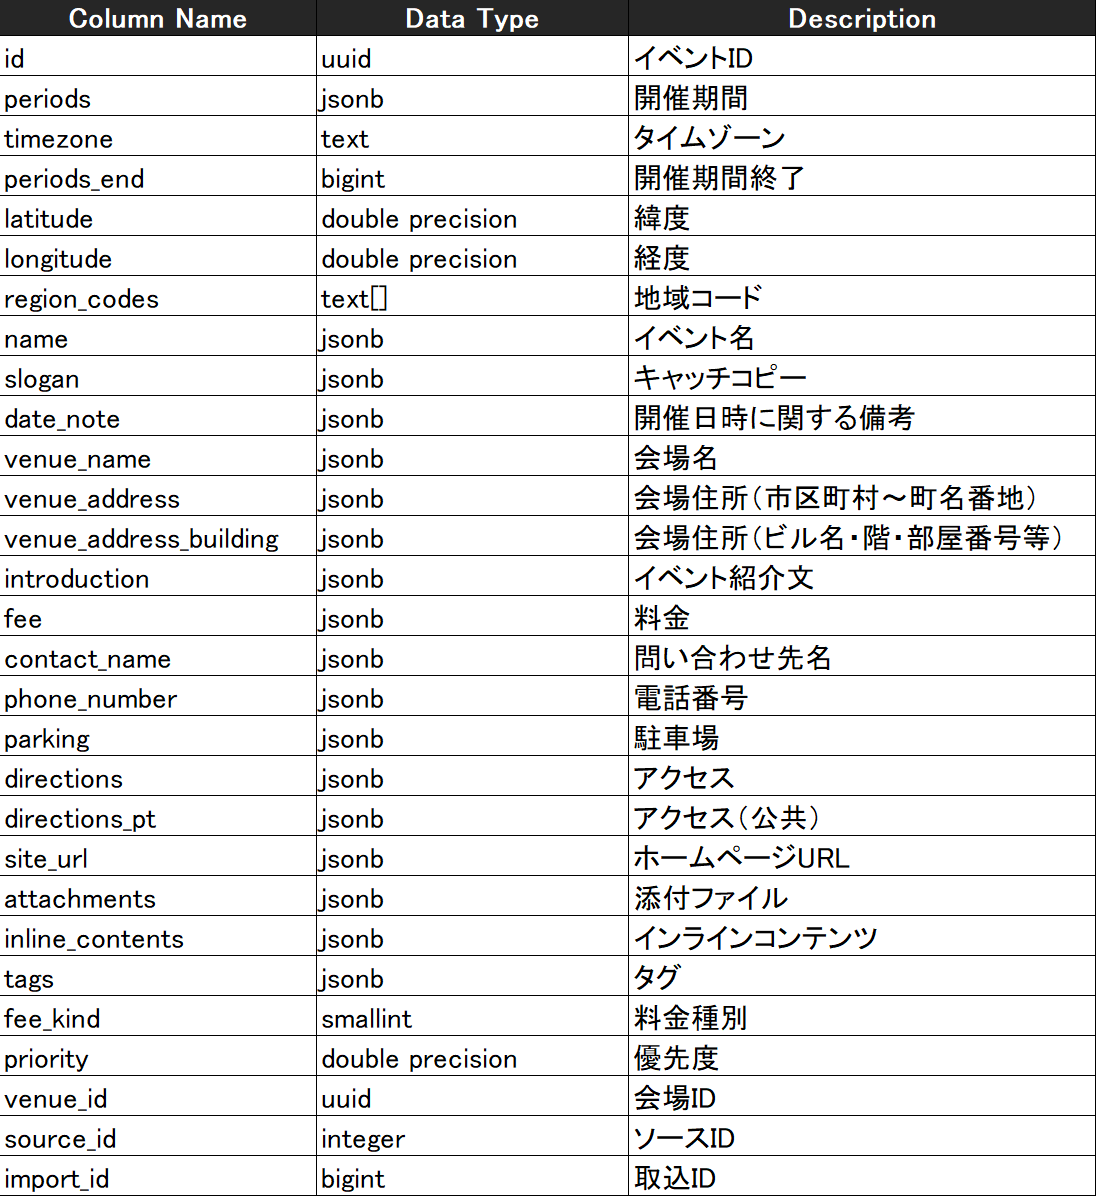 Column Name Data Type Description
id uuid イベントID
periods jsonb 開催期間
timezone text タイムゾーン
periods_end bigint 開催期間終了
latitude double precision 緯度
longitude double precision 経度
region_codes text[] 地域コード
name jsonb イベント名
slogan jsonb キャッチコピー
date_note jsonb 開催日時に関する備考
venue_name jsonb 会場名
venue_address jsonb 会場住所（市区町村～町名番地）
venue_address_building jsonb 会場住所（ビル名・階・部屋番号等）
introduction jsonb イベント紹介文
fee jsonb 料金
contact_name jsonb 問い合わせ先名
phone_number jsonb 電話番号
parking jsonb 駐車場
directions jsonb アクセス
directions_pt jsonb アクセス（公共）
site_url jsonb ホームページURL
attachments jsonb 添付ファイル
inline_contents jsonb インラインコンテンツ
tags jsonb タグ
fee_kind smallint 料金種別
priority double precision 優先度
venue_id uuid 会場ID
source_id integer ソースID
import_id bigint 取込ID